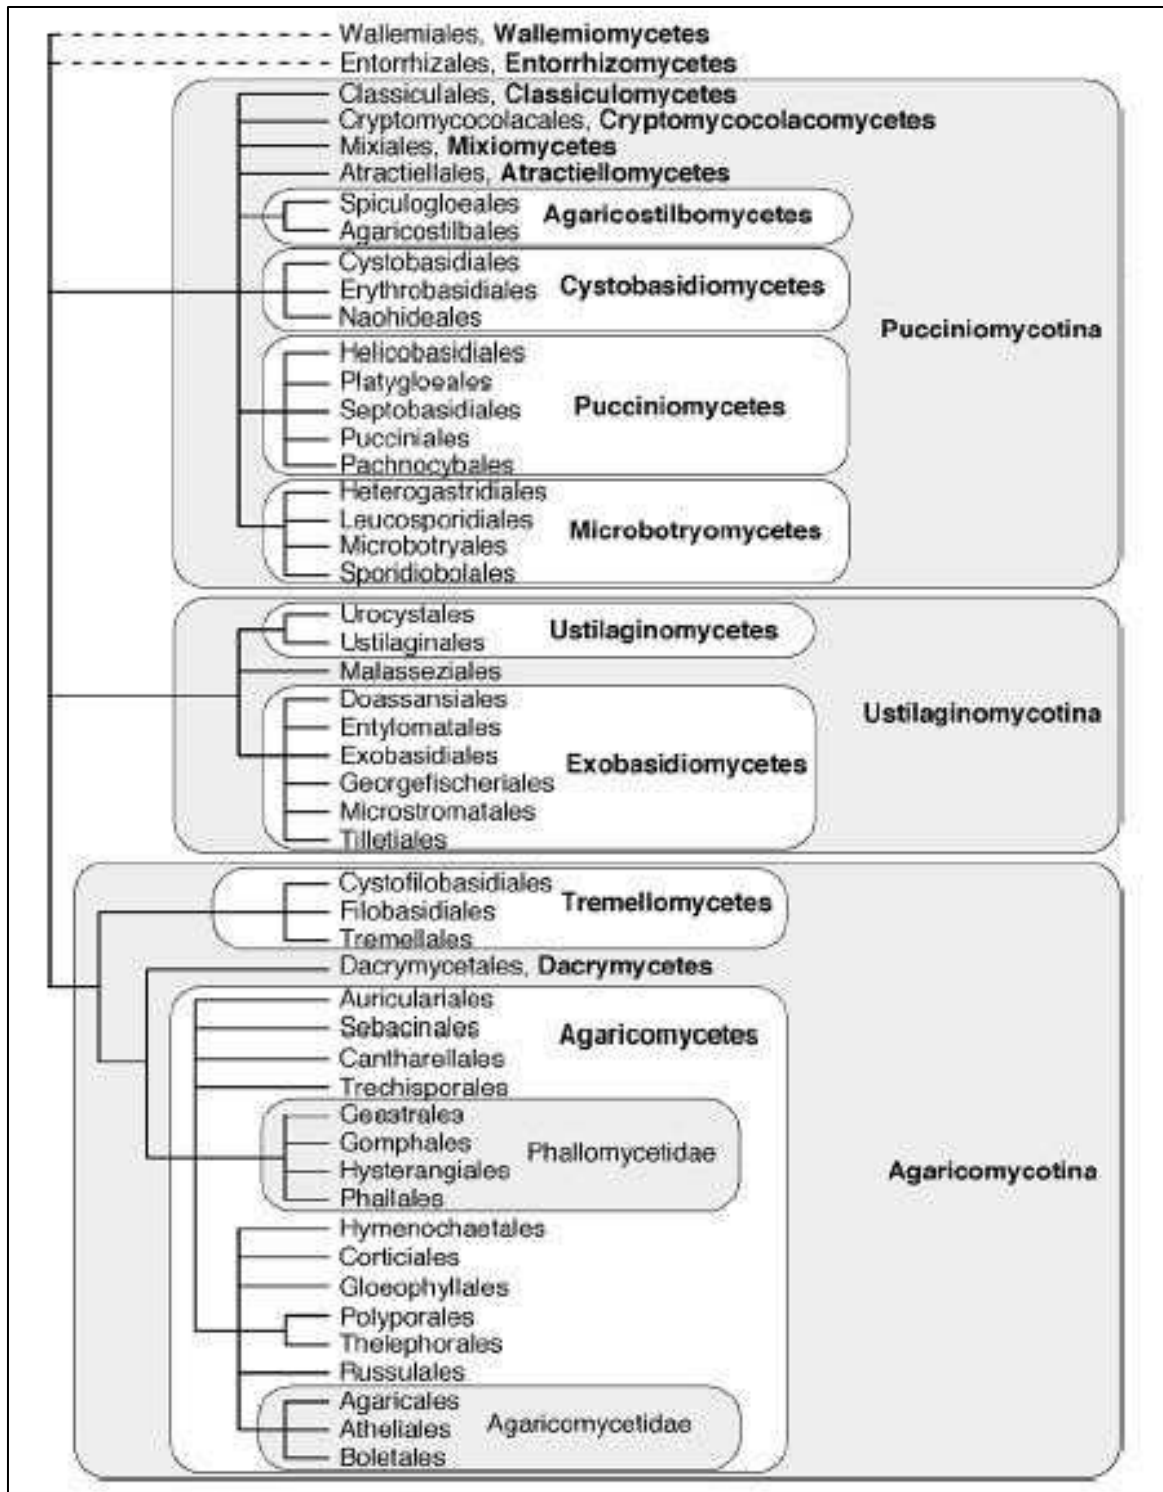 Wallemiales, Wallemiomycetes
Entorrhizales, Entorrhizomycetes
Classiculales, Classiculomycetes
Cryptomycocolacales, Cryptomycocolacomycetes
Mixiales, Mixiomycetes
Atractiellales, Atractiellomycetes
Spiculogloeales
Agaricostilbomycetes
Agaricostilbales
Cystobasidiales
Erythrobasidiales
Cystobasidiomycetes
Naohideales
Pucciniomycotina
Helicobasidiales
Platygloeales
Septobasidiales
Pucciniomycetes
Pucciniales
Pachnocybales
Heterogastridiales
Leucosporidiales
Microbotryomycetes
Microbotryales
Sporidiobolales
Urocystales
Ustilaginomycetes
Ustilaginales
Malasseziales
Doassansiales
Ustilaginomycotina
Entylomatales
Exobasidiales
Exobasidiomycetes
Georgefischeriales
Microstromatales
Tilletiales
Cystofilobasidiales
Tremellomycetes
Filobasidiales
Tremellales
Dacrymycetales, Dacrymycetes
Auriculariales
Sebacinales
Agaricomycetes
Cantharellales
Trechisporales
Geastrales
Gomphales
Phallomycetidae
Hysterangiales
Agaricomycotina
Phallales
Hymenochaetales
Corticiales
Gloeophyllales
Polyporales
Thelephorales
Russulales
Agaricales
Agaricomycetidae
Atheliales
Boletales